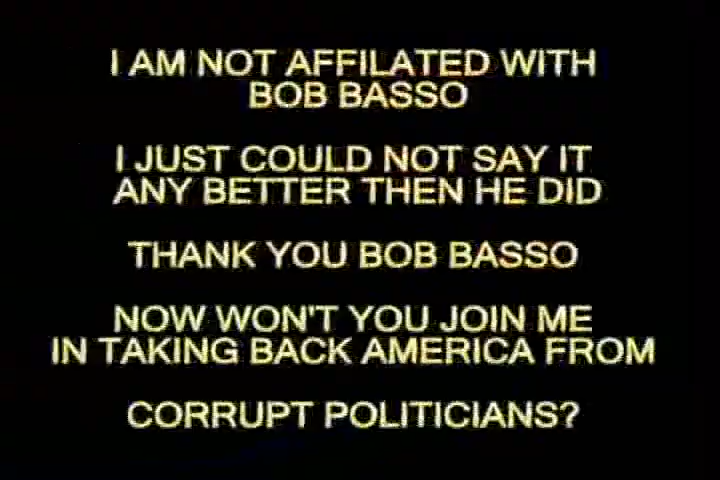 I AM NOT AFFILATED WITH
BOB BASSO
I JUST COULD NOT SAY IT
ANY BETTER THEN HE DID
THANK YOU BOB BASSO
NOW WON'T YOU JOIN ME
IN TAKING BACK AMERICA FROM
CORRUPT POLITICIANS?